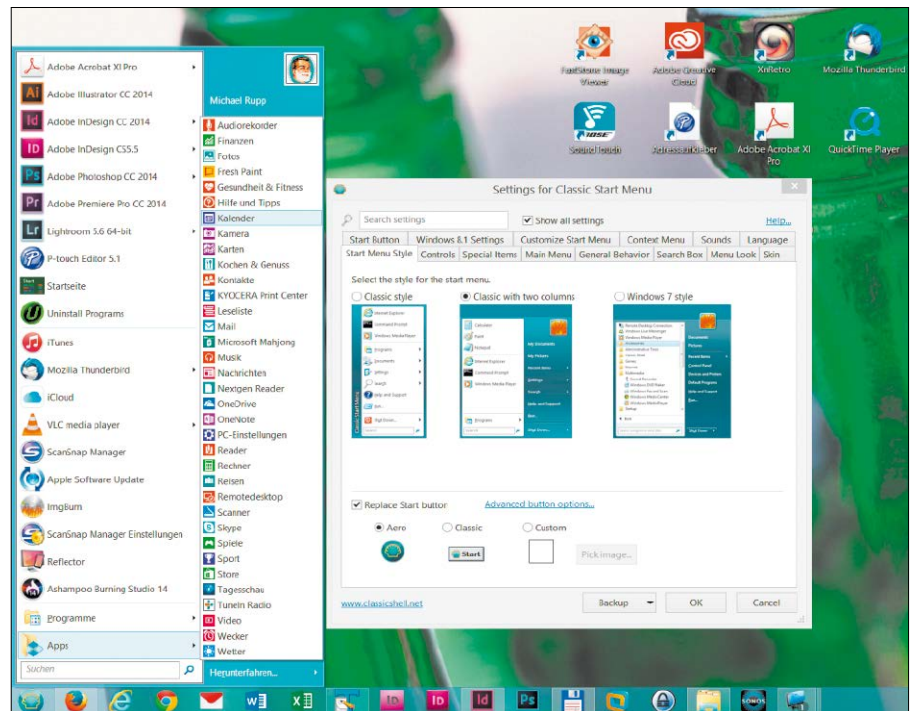 Adobe Acrobat XI Pro
Adobe Illustrator CC 2014
Adobe InDesign CC 2014
Adobe InDesign CS5.5
Adobe Photoshop CC 2014
Adobe Premiere Pro CC 2014
Lightroom 5.6 64-bit
P-touch Editor 5.1
Startseite
Uninstall Programs
iTunes
Mozilla Thunderbird
iCloud
VLC media player
ScanSnap Manager
Apple Software Update
ImgBurn
ScanSnap Manager Einstellungen
Reflector
Ashampoo Burning Studio 14
Programme
Apps
Suchen
Michael Rupp
Audiorekorder
Finanzen
Fotos
Fresh Paint
Gesundheit & Fitness
Hilfe und Tipps
Kalender
Kamera
Karten
Kochen & Genuss
Kontakte
KYOCERA Print Center
Leseliste
Mail
Microsoft Mahjong
Musik
Nachrichten
Nextgen Reader
OneDrive
OneNote
PC-Einstellungen
Reader
Rechner
Reisen
Remotedesktop
Scanner
Skype
Spiele
Sport
Store
Tagesschau
TuneIn Radio
Video
Wecker
Wetter
Herunterfahren...
FastStone Image Viewer
Adobe Creative Cloud
XnRetro
Mozilla Thunderbird
BOSE
SoundTouch
Adressaufkleber
Adobe Acrobat XI Pro
QuickTime Player
Settings for Classic Start Menu
Search settings
Show all settings
Help...
Start Button Windows 8.1 Settings Customize Start Menu Context Menu Sounds Language
Start Menu Style Controls Special Items Main Menu General Behavior Search Box Menu Look Skin
Select the style for the start menu.
Classic style Classic with two columns Windows 7 style
Replace Start button Advanced button options...
Aero Classic Custom
Start
Pick image...
www.classicshell.net
Backup OK Cancel
SONOS